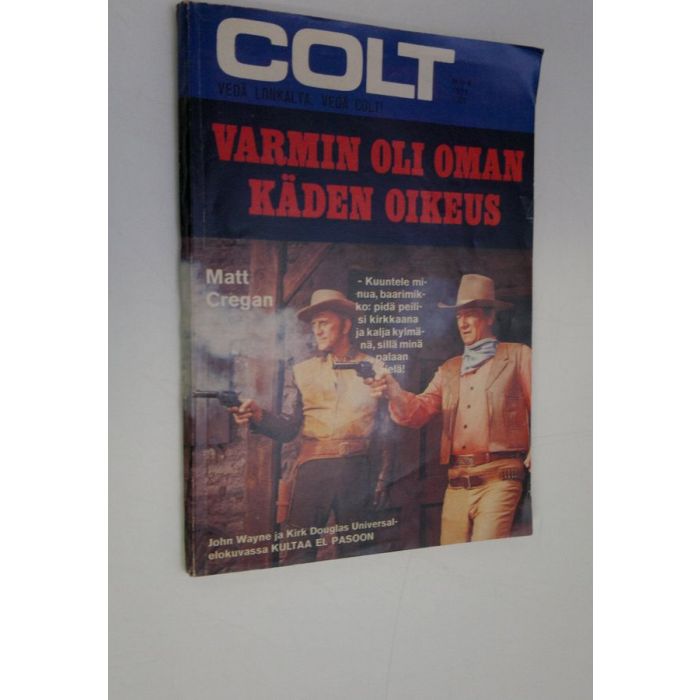 COLT
VEDÄ LONKALTA, VEDÄ COLT!
VARMIN OLI OMAN
KÄDEN OIKEUS
Matt
Cregan
- Kuuntele mi-
nua, baarimik-
ko: pidä peili-
si kirkkaana
ja kalja kylmä-
nä, sillä minä
palaan
John Wayne ja Kirk Douglas Universal-
elokuvassa KULTAA EL PASOON